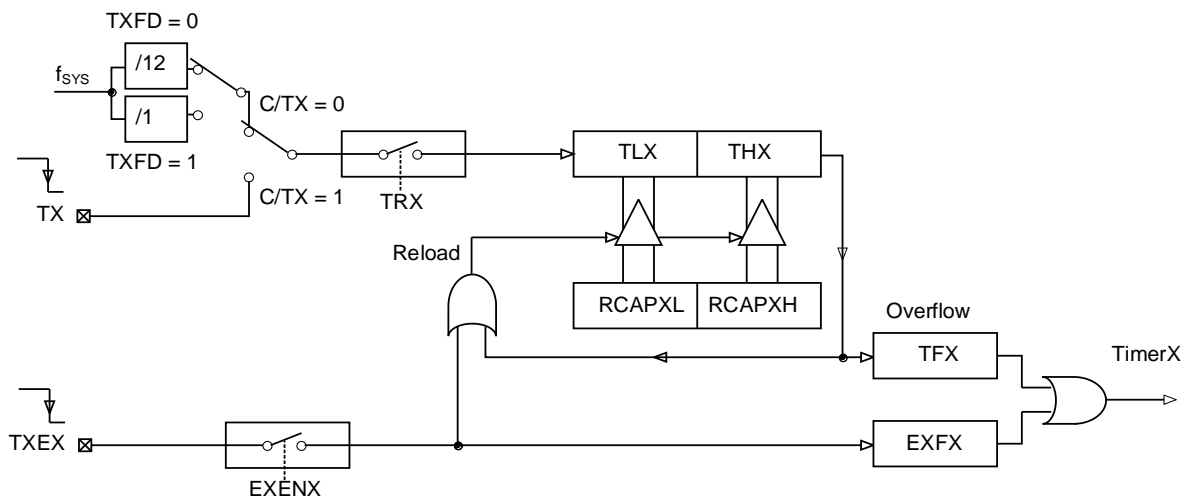 TXFD = 0
/12
fSYS
C/TX = 0
/1
TXFD = 1
TLX THX
C/TX = 1
TRX
TX
Reload
RCAPXL RCAPXH
Overflow
TFX
TimerX
TXEX
EXFX
EXENX